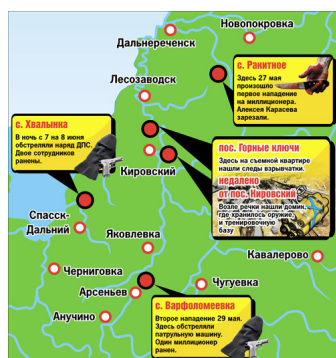 Новопокровка
Дальнереченск
Лесозаводск
с. Ракитное
Здесь 27 мая
произошло
первое нападение
на миллионера.
Алексея Карасева
зарезали.
с. Хвалынка
В ночь с 7 на 8 июня
обстреляли наряд ДПС.
Двое сотрудников
ранены.
Кировский
пос. Горные ключи
Здесь на съемной квартире
нашли следы взрывчатки.
недалеко
от пос. Кировский
Возле речки нашли домик,
где хранилось оружие
и тренировочную
базу
Спасск-
Дальний
Яковлевка
Кавалерово
Черниговка
Чугуевка
Арсеньев
Анучино
с. Варфоломеевка
Второе нападение 29 мая.
Здесь обстреляли
патрульную машину.
Один миллионер
ранен.